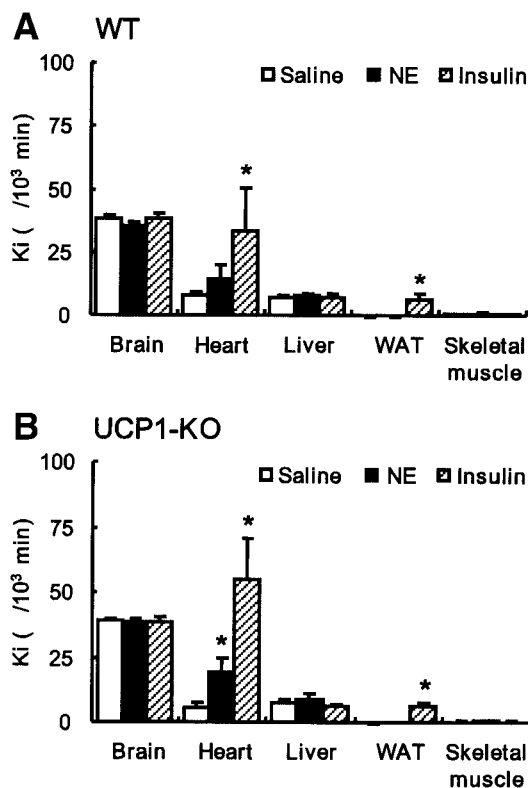 A WT
Saline NE Insulin
Ki ( /10³ min)
100
75
50
25
0
*
*
Brain Heart Liver WAT Skeletal
muscle
B UCP1-KO
Saline NE Insulin
Ki ( /10³ min)
100
75
50
25
0
*
*
*
Brain Heart Liver WAT Skeletal
muscle